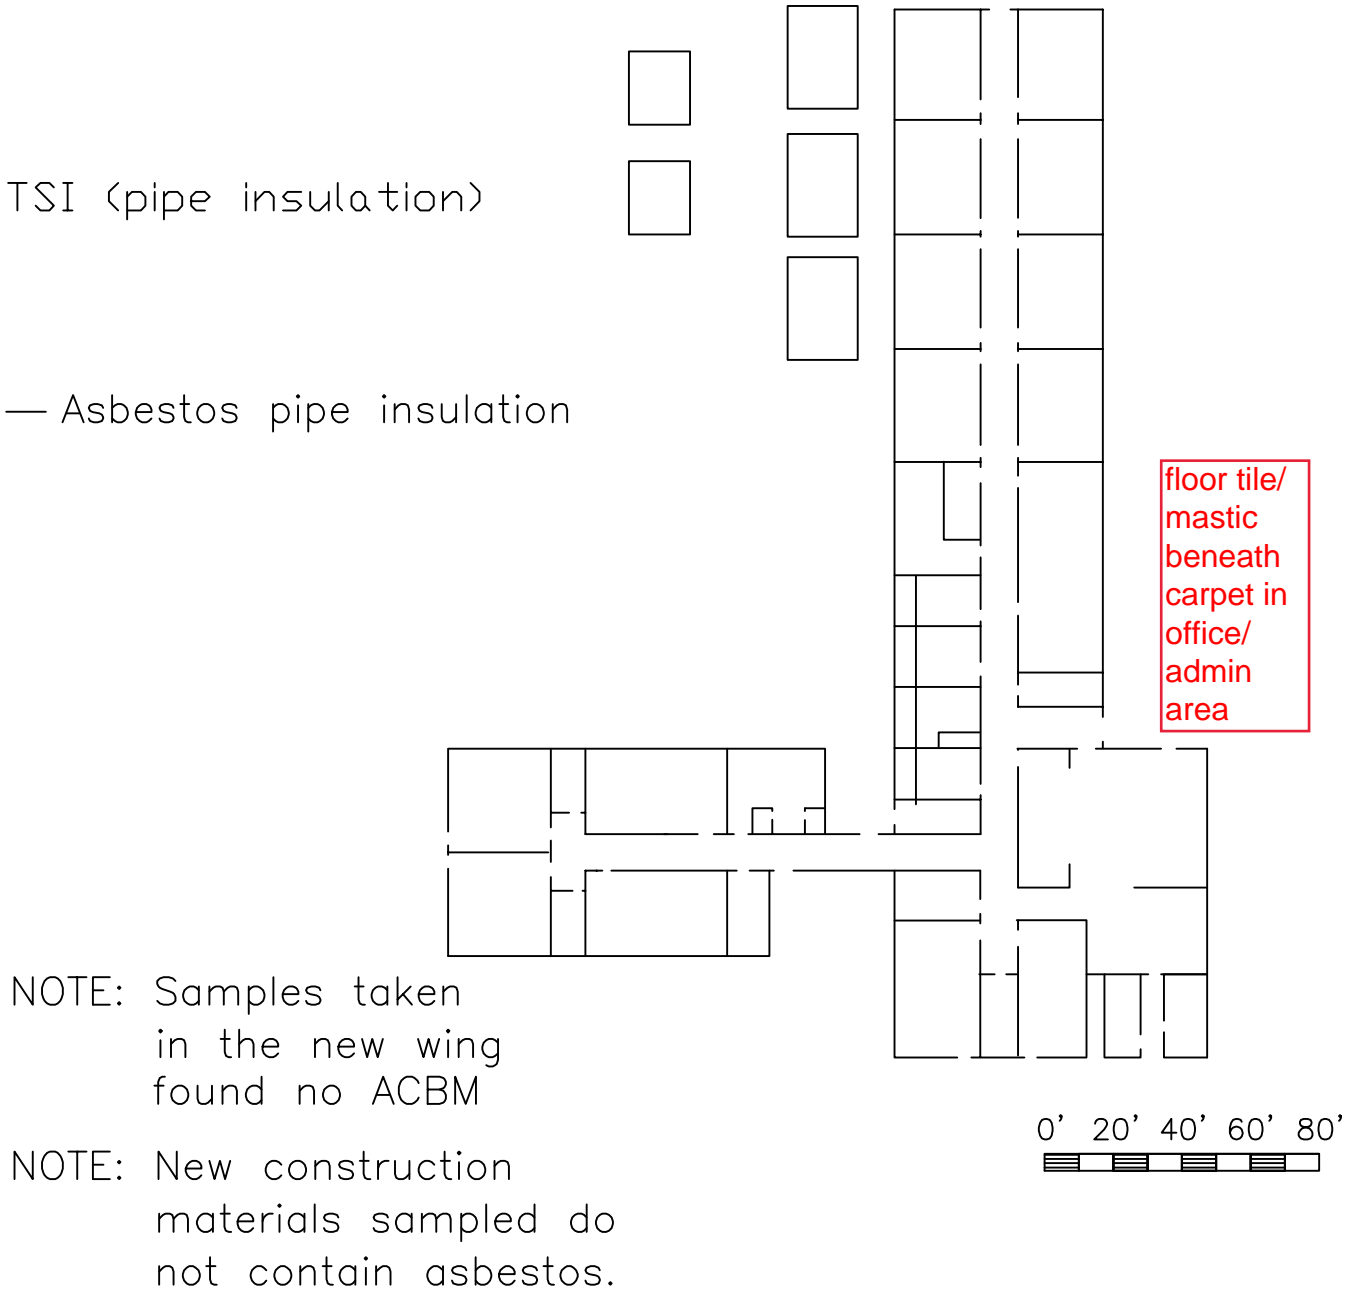 TSI (pipe insulation)
— Asbestos pipe insulation
floor tile/
mastic
beneath
carpet in
office/
admin
area
NOTE: Samples taken
in the new wing
found no ACBM
0' 20' 40' 60' 80'
NOTE: New construction
materials sampled do
not contain asbestos.